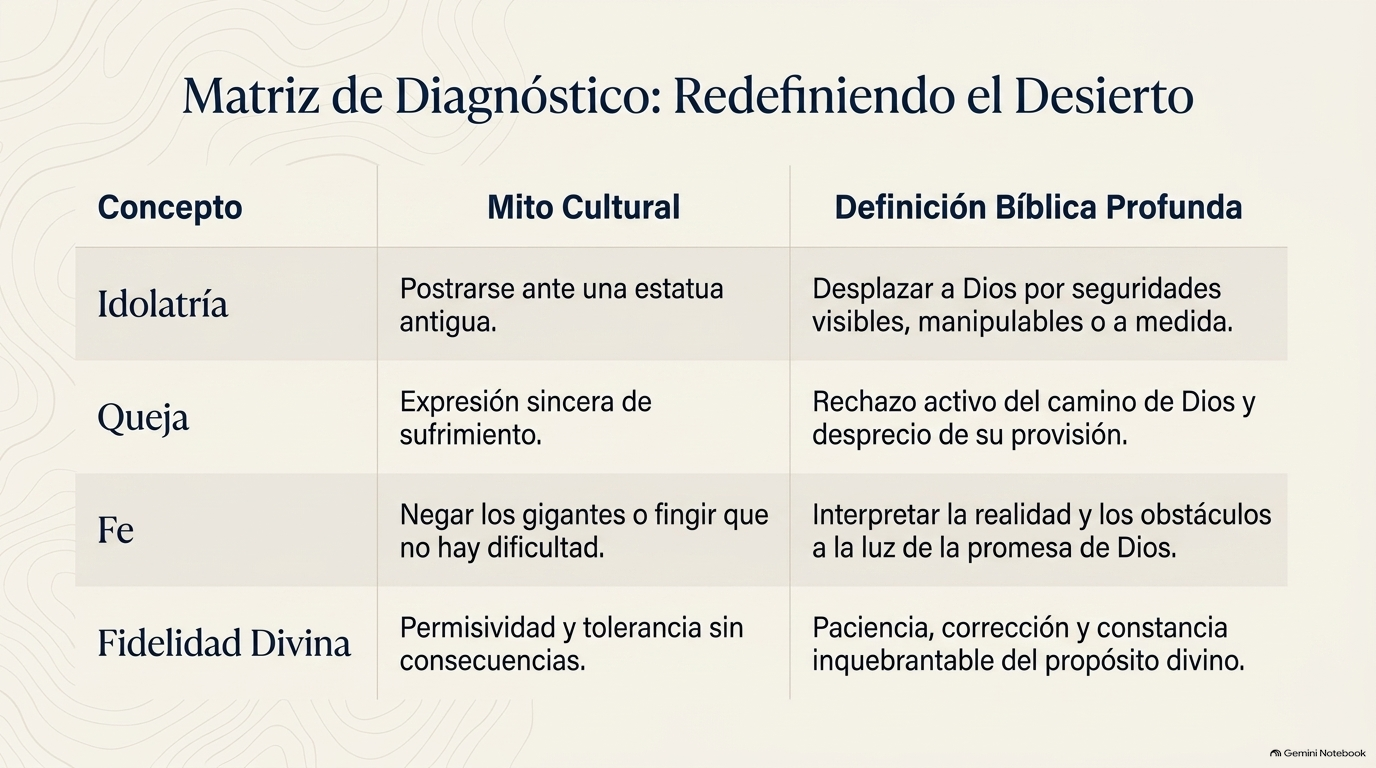 Matriz de Diagnóstico: Redefiniendo el Desierto
Concepto
Mito Cultural
Definición Bíblica Profunda
Idolatría
Postrarse ante una estatua
antigua.
Desplazar a Dios por seguridades
visibles, manipulables o a medida.
Queja
Expresión sincera de
sufrimiento.
Rechazo activo del camino de Dios y
desprecio de su provisión.
Fe
Negar los gigantes o fingir que
no hay dificultad.
Interpretar la realidad y los obstáculos
a la luz de la promesa de Dios.
Fidelidad Divina
Permisividad y tolerancia sin
consecuencias.
Paciencia, corrección y constancia
inquebrantable del propósito divino.
Gemini Notebook